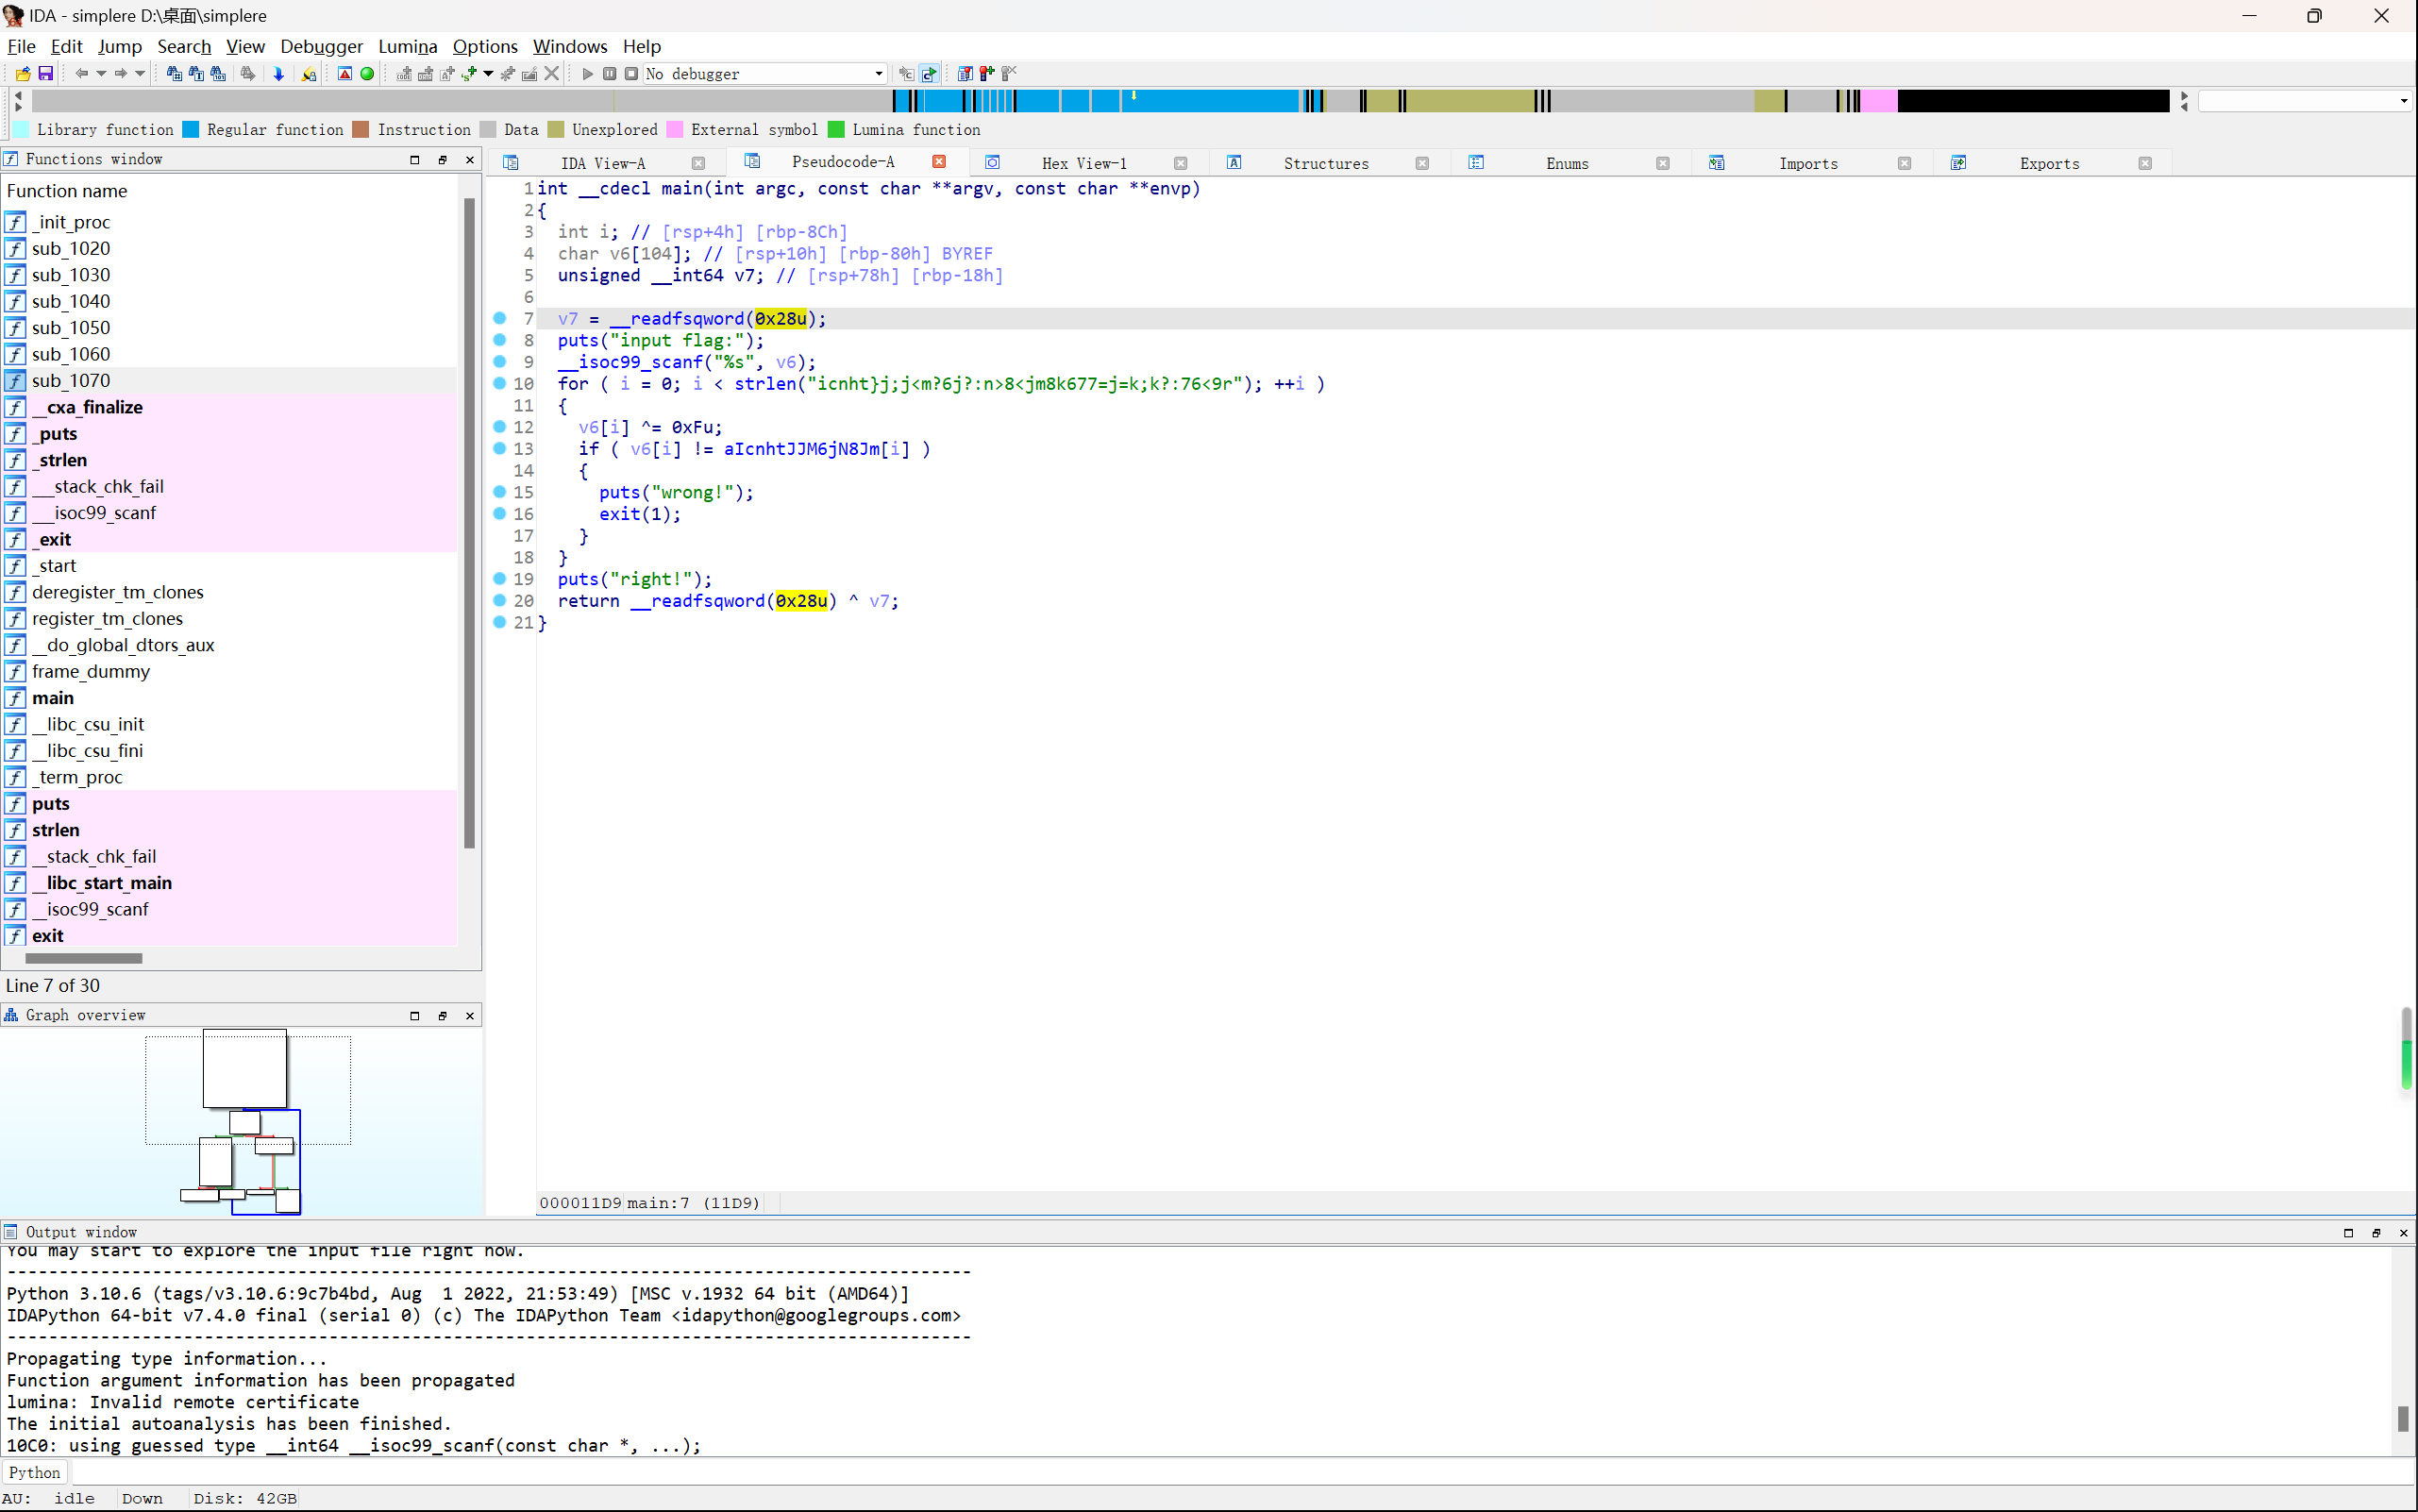 IDA - simplere D:\桌面\simplere
File Edit Jump Search View Debugger Lumina Options Windows Help
No debugger
Library function Regular function Instruction Data Unexplored External symbol Lumina function
Functions window
IDA View-A Pseudocode-A Hex View-1 Structures Enums Imports Exports
Function name
_init_proc
sub_1020
sub_1030
sub_1040
sub_1050
sub_1060
sub_1070
__cxa_finalize
_puts
_strlen
___stack_chk_fail
___isoc99_scanf
_exit
_start
deregister_tm_clones
register_tm_clones
__do_global_dtors_aux
frame_dummy
main
__libc_csu_init
__libc_csu_fini
_term_proc
puts
strlen
__stack_chk_fail
__libc_start_main
__isoc99_scanf
exit
Line 7 of 30
Graph overview
1 int __cdecl main(int argc, const char **argv, const char **envp)
2 {
3 int i; // [rsp+4h] [rbp-8Ch]
4 char v6[104]; // [rsp+10h] [rbp-80h] BYREF
5 unsigned __int64 v7; // [rsp+78h] [rbp-18h]
6
7 v7 = __readfsqword(0x28u);
8 puts("input flag:");
9 __isoc99_scanf("%s", v6);
10 for ( i = 0; i < strlen("icnht}j;j<m?6j?:n>8<jm8k677=j=k;k?:76<9r"); ++i )
11 {
12 v6[i] ^= 0xFu;
13 if ( v6[i] != aIcnhtJJM6jN8Jm[i] )
14 {
15 puts("wrong!");
16 exit(1);
17 }
18 }
19 puts("right!");
20 return __readfsqword(0x28u) ^ v7;
21 }
000011D9 main:7 (11D9)
Output window
You may start to explore the input file right now.
---------------------------------------------------------------------------------------------
Python 3.10.6 (tags/v3.10.6:9c7b4bd, Aug  1 2022, 21:53:49) [MSC v.1932 64 bit (AMD64)]
IDAPython 64-bit v7.4.0 final (serial 0) (c) The IDAPython Team <idapython@googlegroups.com>
---------------------------------------------------------------------------------------------
Propagating type information...
Function argument information has been propagated
lumina: Invalid remote certificate
The initial autoanalysis has been finished.
10C0: using guessed type __int64 __isoc99_scanf(const char *, ...);
Python
AU: idle Down Disk: 42GB